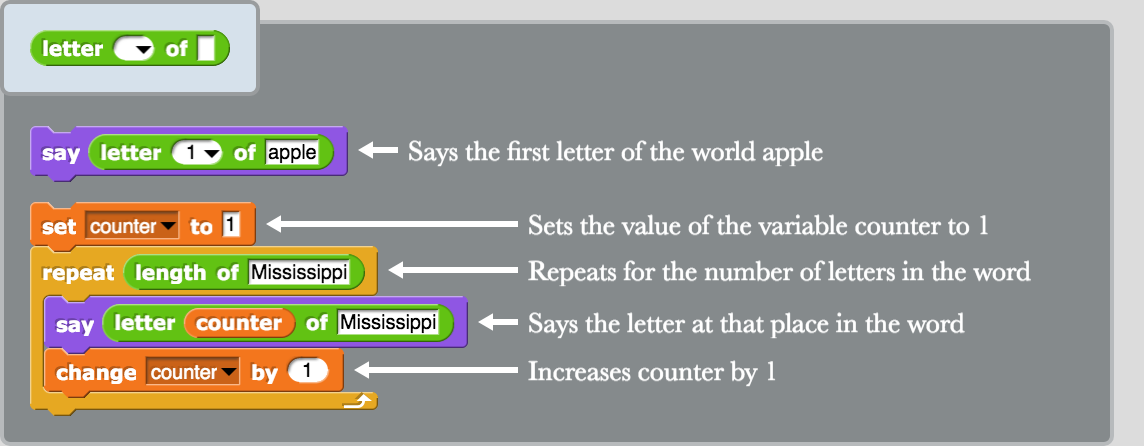 letter of
say letter 1 of apple Says the first letter of the world apple
set counter to 1 Sets the value of the variable counter to 1
repeat length of Mississippi Repeats for the number of letters in the word
say letter counter of Mississippi Says the letter at that place in the word
change counter by 1 Increases counter by 1